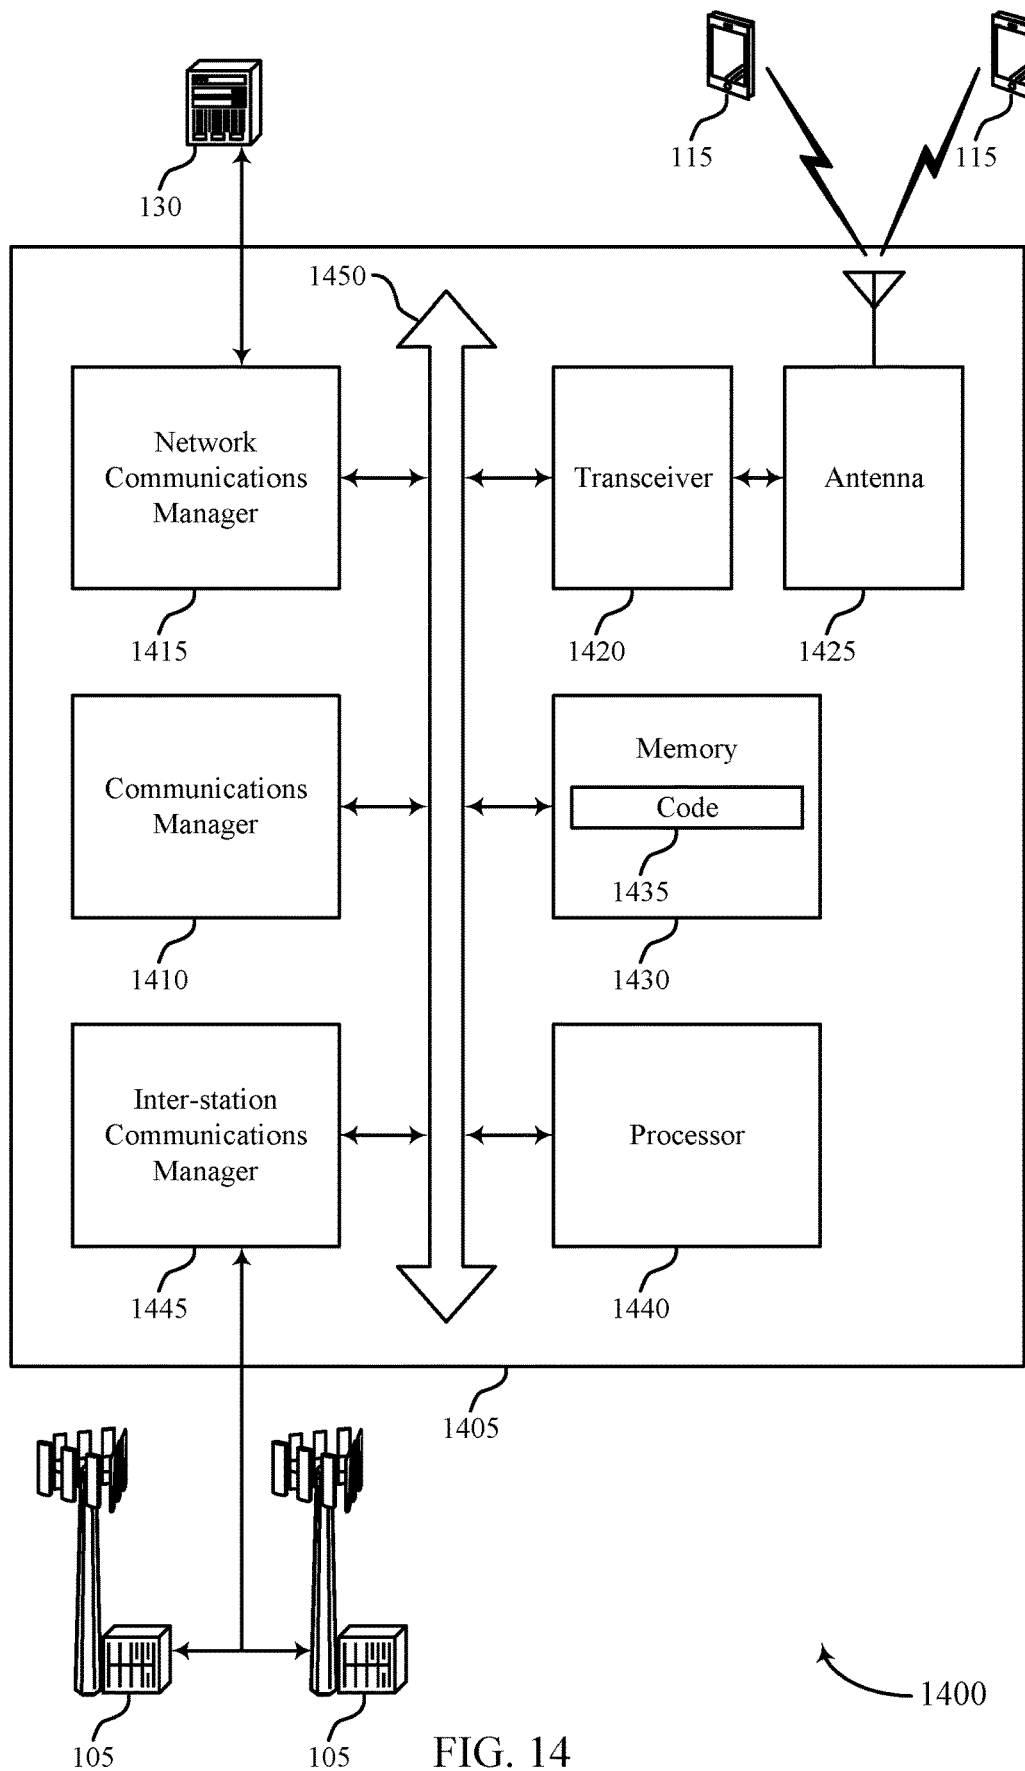 130
115
115
1450
Network
Communications
Manager
Transceiver
Antenna
1415
1420
1425
Communications
Manager
Memory
Code
1435
1410
1430
Inter-station
Communications
Manager
Processor
1445
1440
1405
1400
105
105
FIG. 14